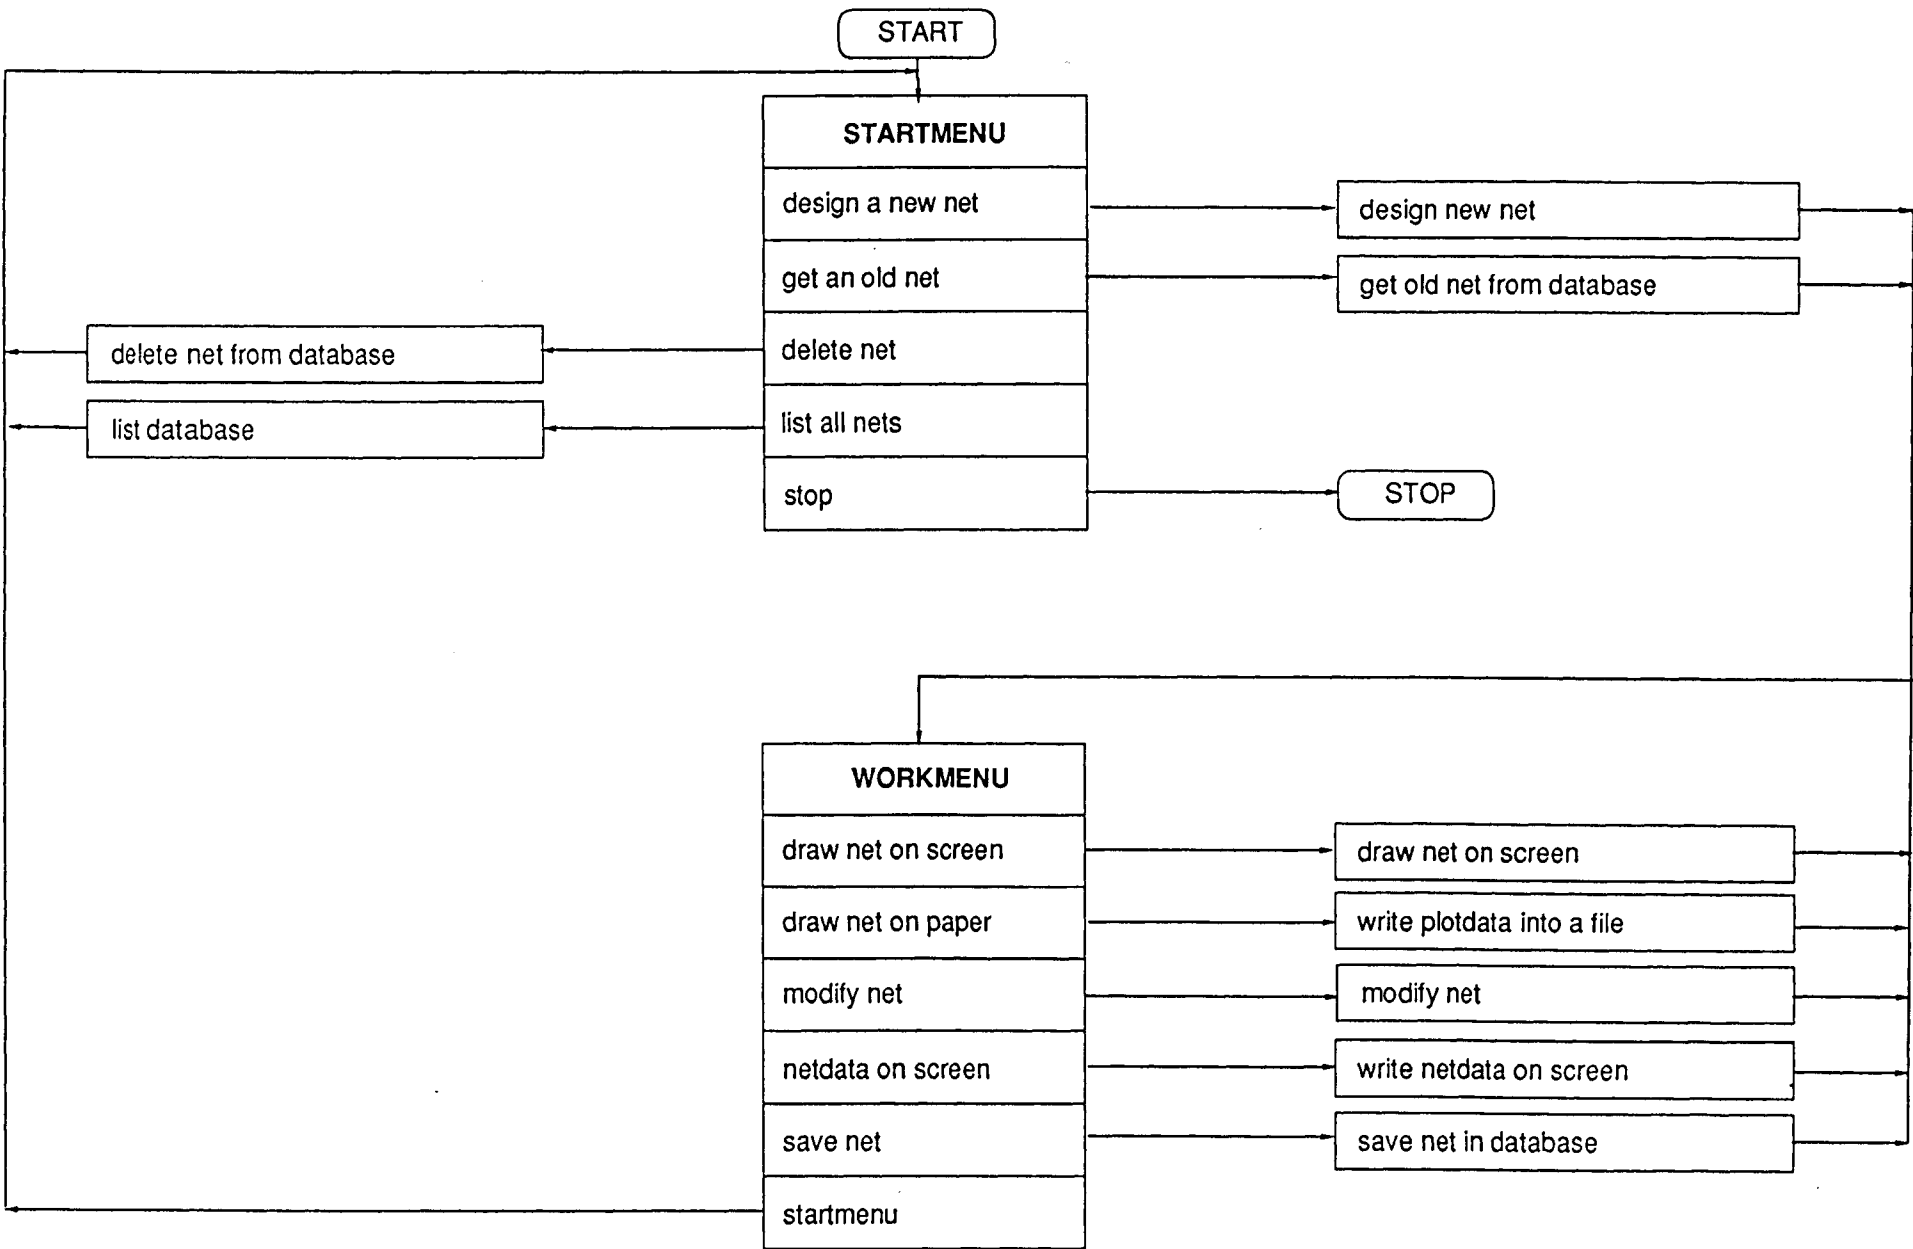 START
STARTMENU
design a new net
design new net
get an old net
get old net from database
delete net
delete net from database
list all nets
list database
stop
STOP
WORKMENU
draw net on screen
draw net on screen
draw net on paper
write plotdata into a file
modify net
modify net
netdata on screen
write netdata on screen
save net
save net in database
startmenu